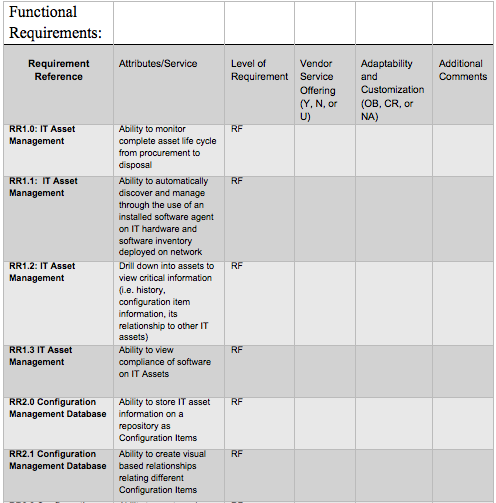 Functional
Requirements:
Requirement
Reference
Attributes/Service
Level of
Requirement
Vendor
Service
Offering
(Y, N, or
U)
Adaptability
and
Customization
(OB, CR, or
NA)
Additional
Comments
RR1.0: IT Asset
Management
Ability to monitor
complete asset life cycle
from procurement to
disposal
RF
RR1.1: IT Asset
Management
Ability to automatically
discover and manage
through the use of an
installed software agent
on IT hardware and
software inventory
deployed on network
RF
RR1.2: IT Asset
Management
Drill down into assets to
view critical information
(i.e. history,
configuration item
information, its
relationship to other IT
assets)
RF
RR1.3 IT Asset
Management
Ability to view
compliance of software
on IT Assets
RF
RR2.0 Configuration
Management Database
Ability to store IT asset
information on a
repository as
Configuration Items
RF
RR2.1 Configuration
Management Database
Ability to create visual
based relationships
relating different
Configuration Items
RF